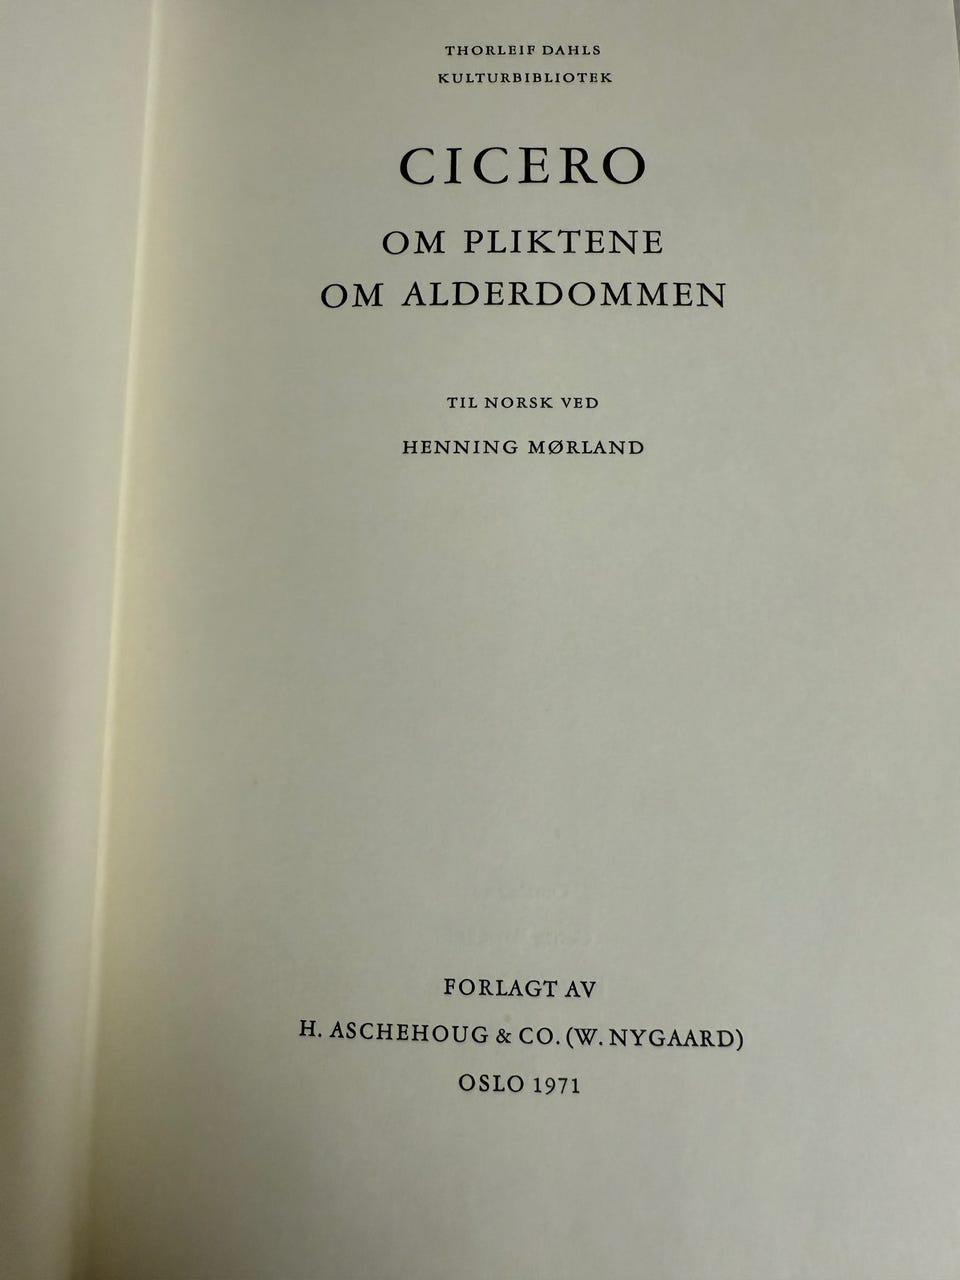 THORLEIF DAHLS
KULTURBIBLIOTEK
CICERO
OM PLIKTENE
OM ALDERDOMMEN
TIL NORSK VED
HENNING MØRLAND
FORLAGT AV
H. ASCHEHOUG & CO. (W. NYGAARD)
OSLO 1971